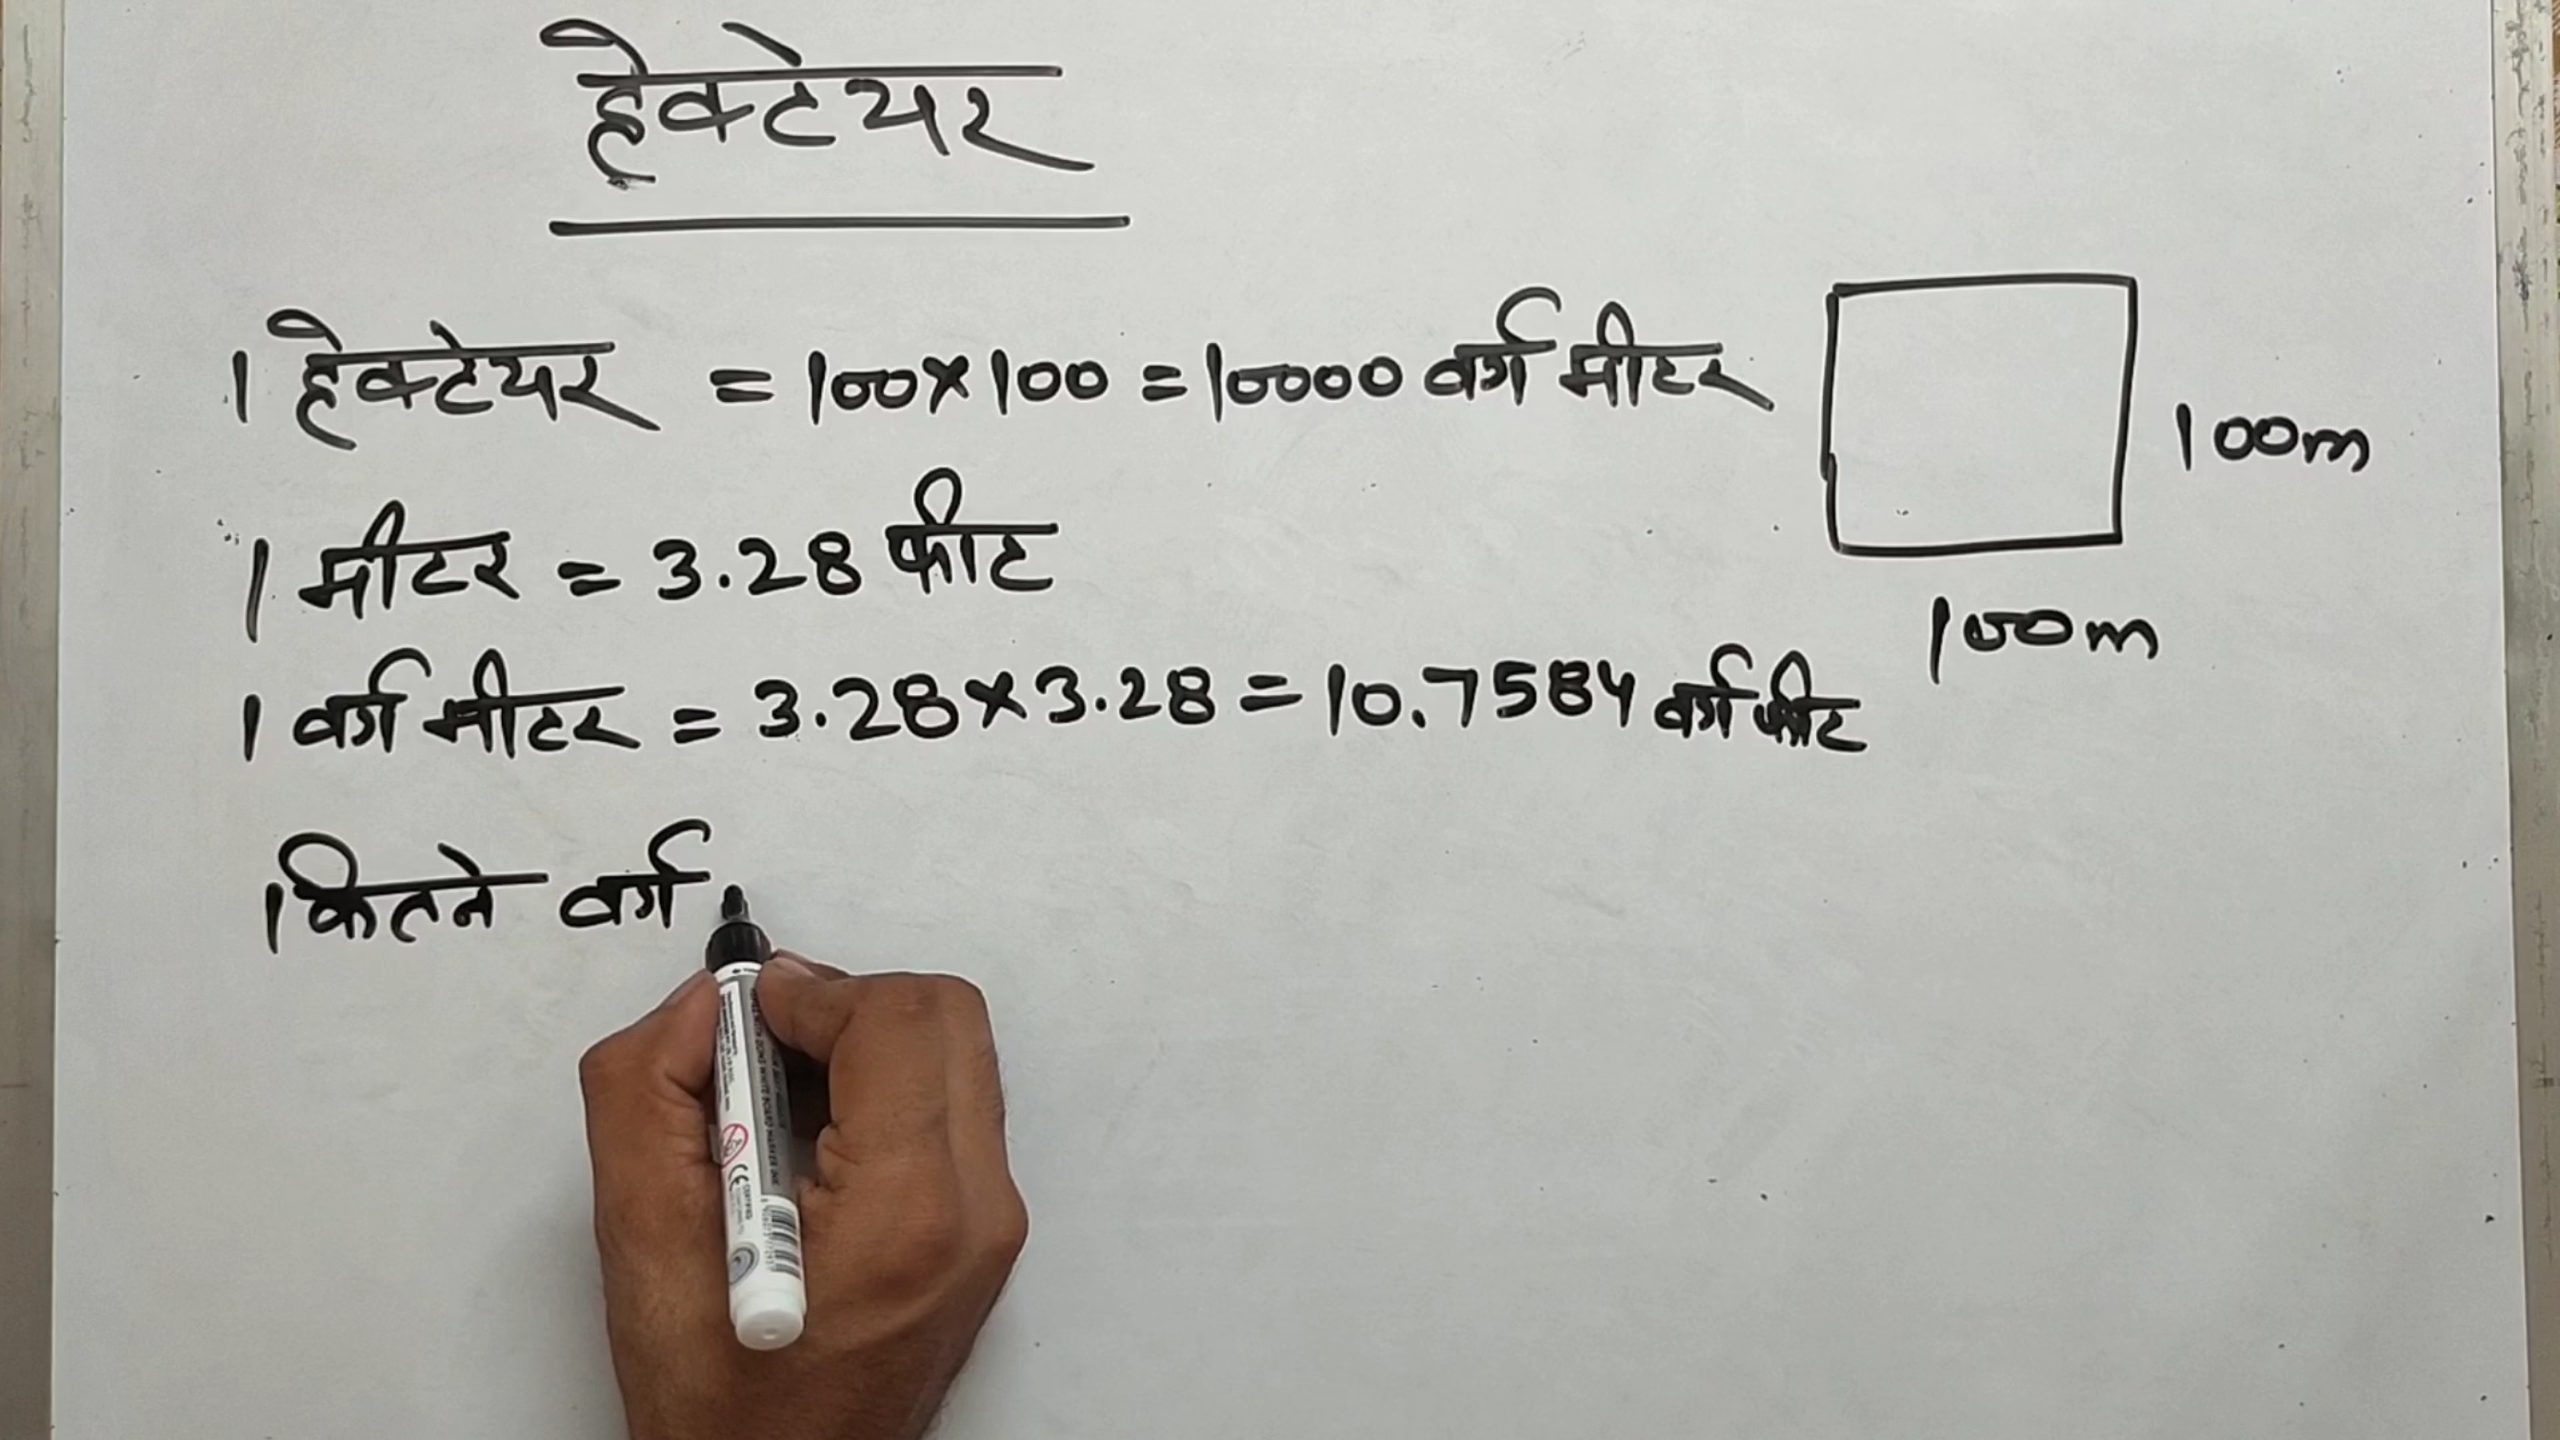 हेक्टेयर
1 हेक्टेयर = 100×100 = 10000 वर्ग मीटर
100m
1 मीटर = 3.28 फीट
100m
1 वर्ग मीटर = 3.28×3.28 = 10.7584 वर्ग फीट
1 कितने वर्ग